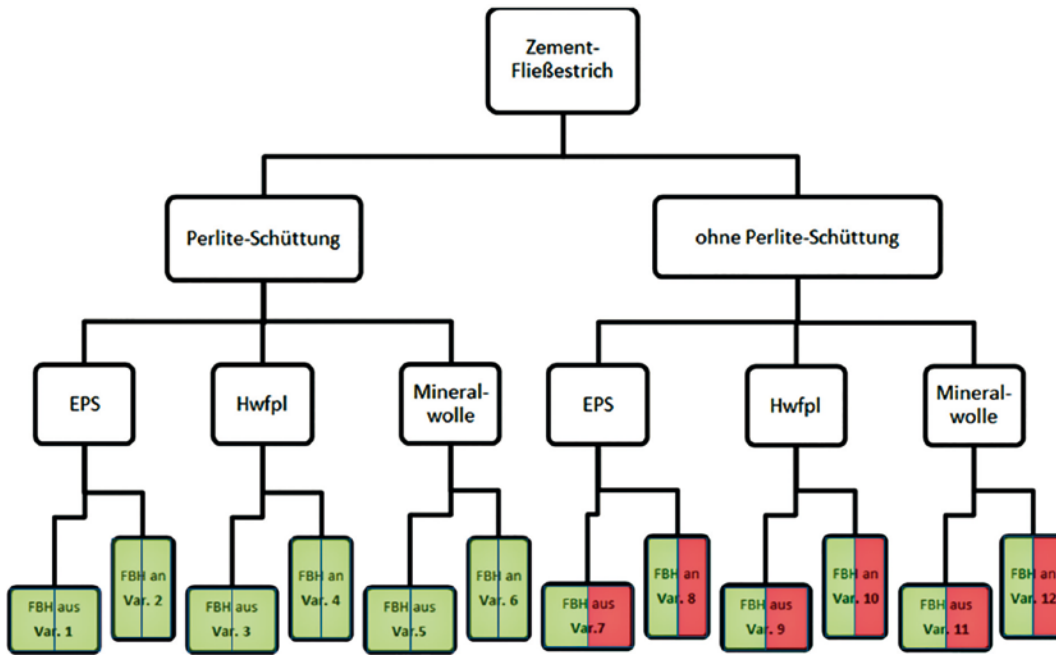 Zement-
Fließestrich
Perlite-Schüttung
ohne Perlite-Schüttung
EPS
Hwfpl
Mineral-
wolle
EPS
Hwfpl
Mineral-
wolle
FBH aus
Var. 1
FBH an
Var. 2
FBH aus
Var. 3
FBH an
Var. 4
FBH aus
Var.5
FBH an
Var. 6
FBH aus
Var.7
FBH an
Var. 8
FBH aus
Var. 9
FBH an
Var. 10
FBH aus
Var. 11
FBH an
Var. 12